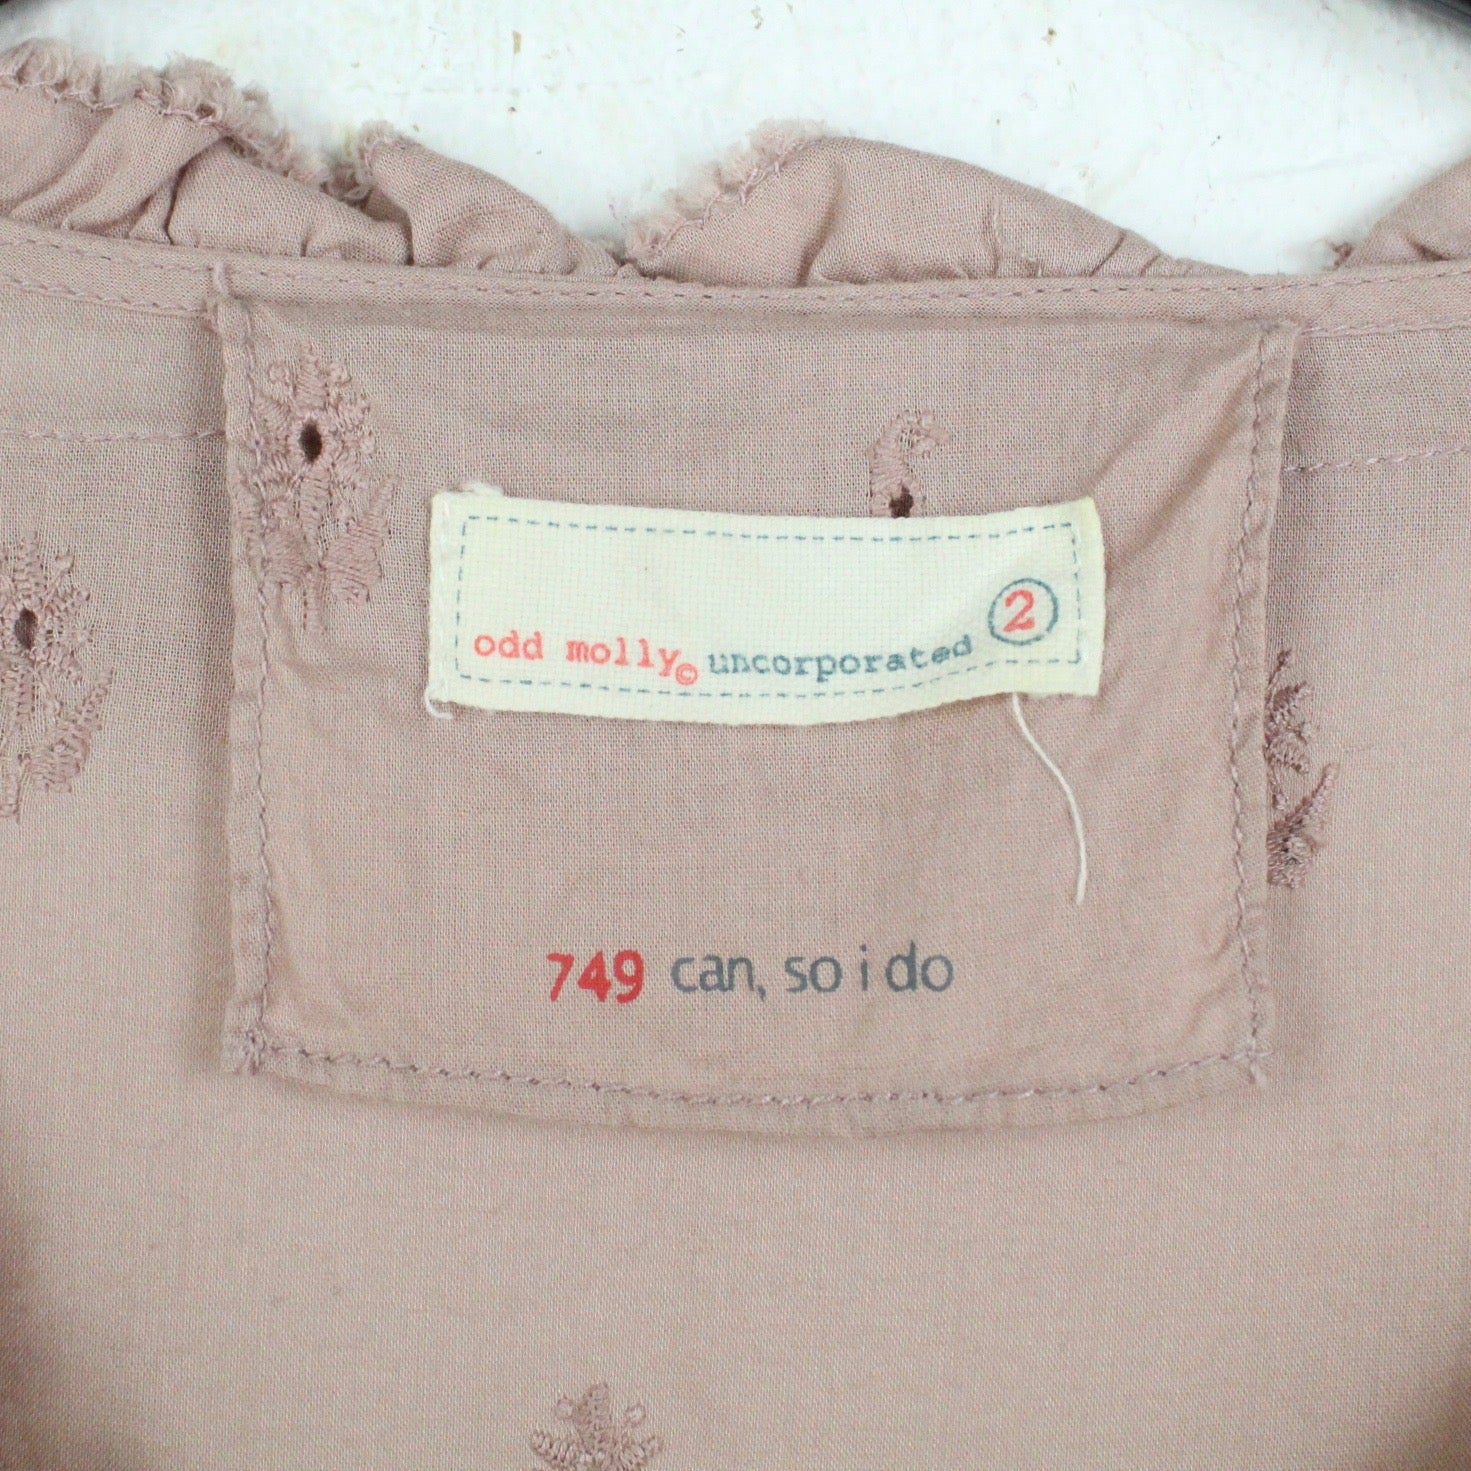 odd molly© uncorporated 2
749 can, so i do